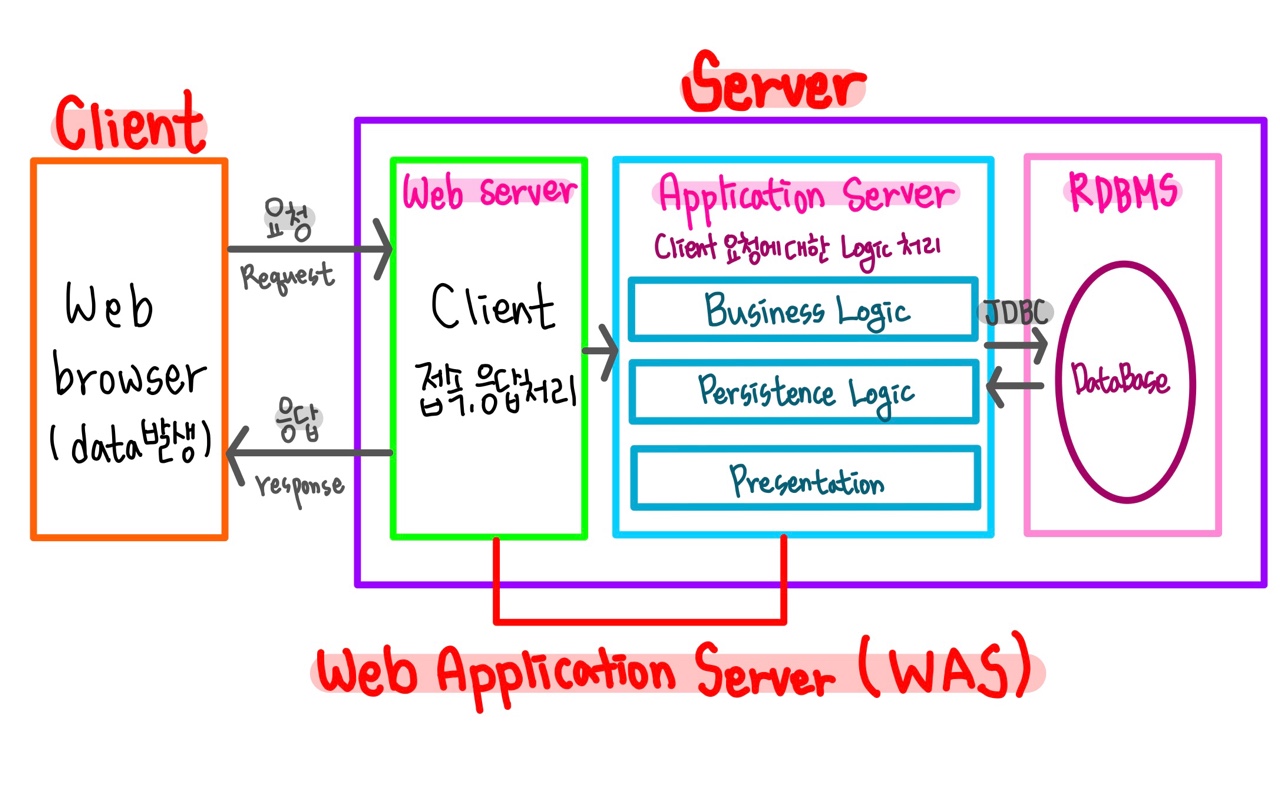 Client
Server
Web
browser
(data발생)
요청
Request
응답
response
Web server
Client
접속, 응답처리
Application Server
Client 요청에 대한 Logic 처리
Business Logic
Persistence Logic
Presentation
JDBC
RDBMS
DataBase
Web Application Server (WAS)